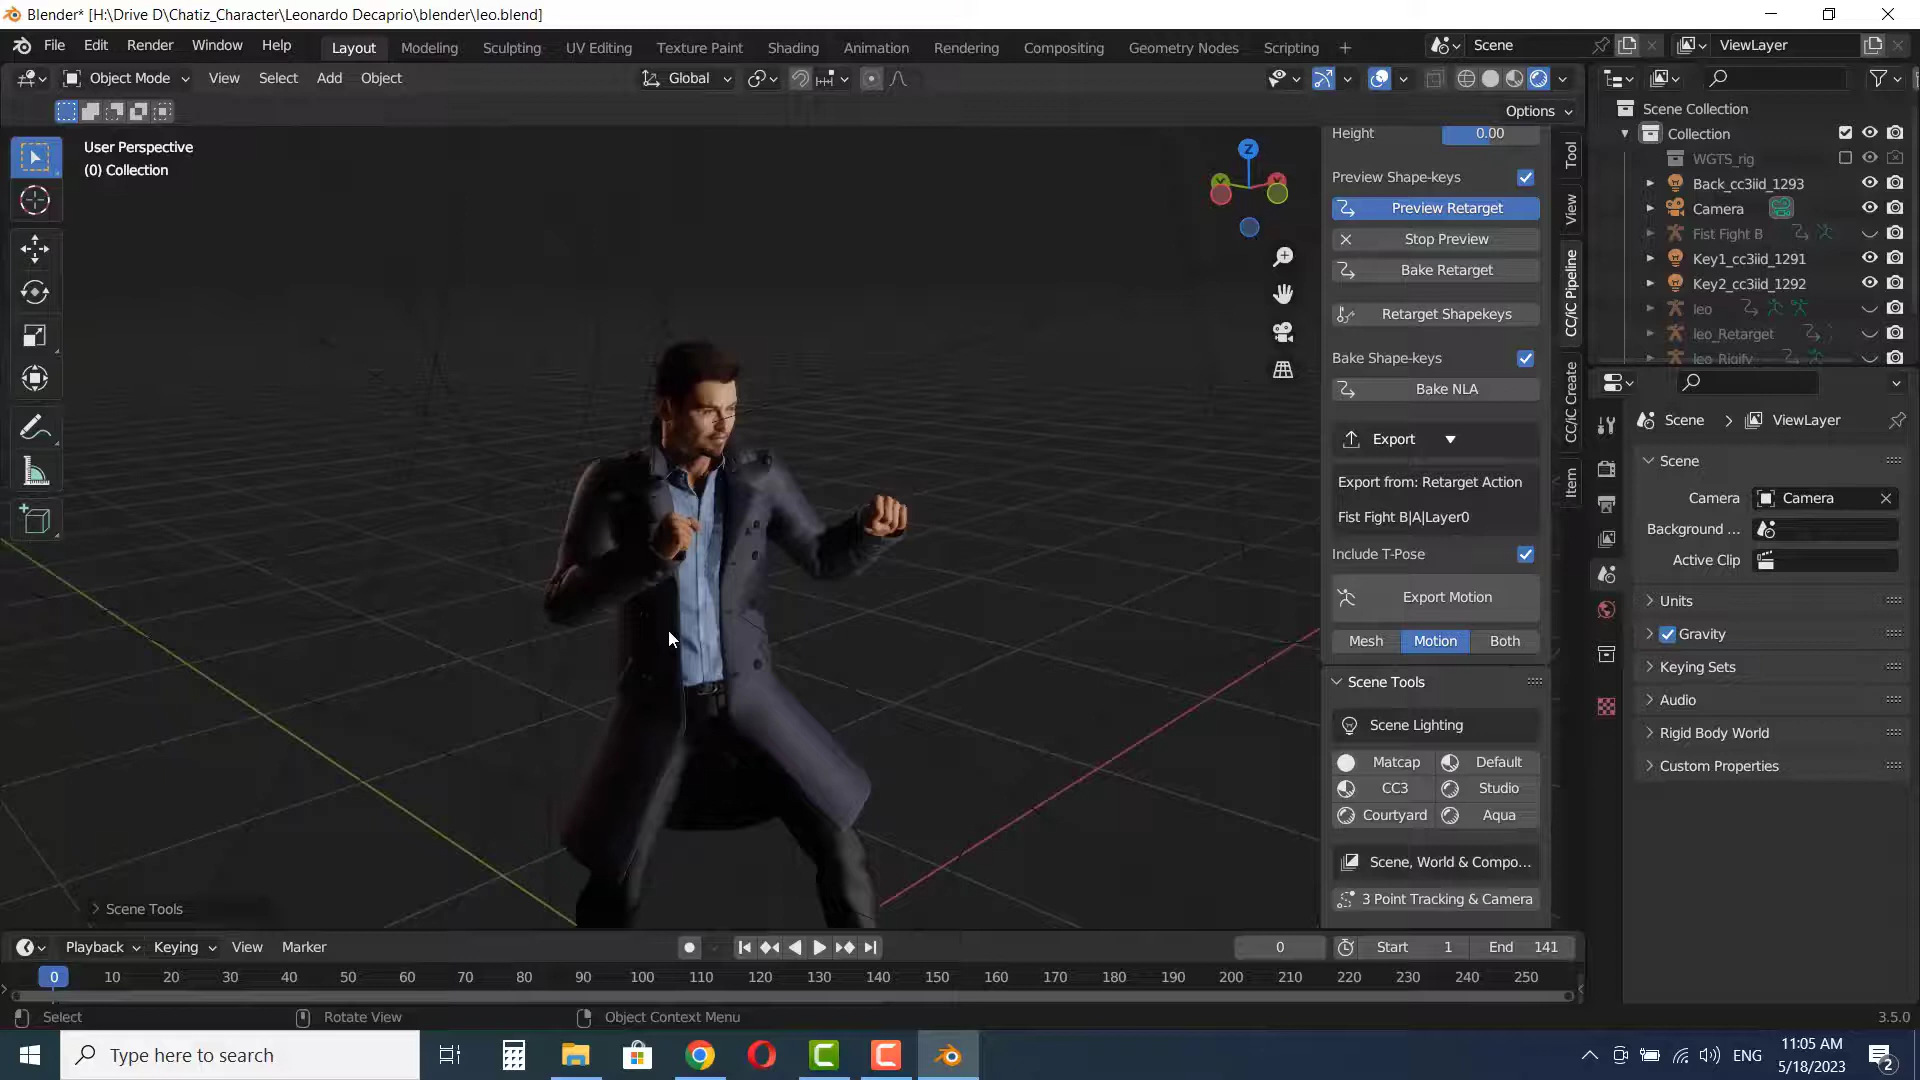 Blender* [H:\Drive D\Chatiz_Character\Leonardo Decaprio\blender\leo.blend]
File Edit Render Window Help Layout Modeling Sculpting UV Editing Texture Paint Shading Animation Rendering Compositing Geometry Nodes Scripting + Scene ViewLayer
Object Mode View Select Add Object Global
Options
User Perspective
(0) Collection
Z
Height 0.00
Preview Shape-keys
Preview Retarget
Stop Preview
Bake Retarget
Retarget Shapekeys
Bake Shape-keys
Bake NLA
Export
Export from: Retarget Action
Fist Fight B|A|Layer0
Include T-Pose
Export Motion
Mesh Motion Both
Scene Tools
Scene Lighting
Matcap Default
CC3 Studio
Courtyard Aqua
Scene, World & Compo...
3 Point Tracking & Camera
Tool
View
CC/iC Pipeline
CC/iC Create
Item
Scene Collection
Collection
WGTS_rig
Back_cc3iid_1293
Camera
Fist Fight B
Key1_cc3iid_1291
Key2_cc3iid_1292
leo
leo_Retarget
leo_Rigify
Scene > ViewLayer
Scene
Camera Camera
Background ...
Active Clip
Units
Gravity
Keying Sets
Audio
Rigid Body World
Custom Properties
Scene Tools
Playback Keying View Marker 0 Start 1 End 141
0 10 20 30 40 50 60 70 80 90 100 110 120 130 140 150 160 170 180 190 200 210 220 230 240 250
Select Rotate View Object Context Menu 3.5.0
Type here to search
ENG
11:05 AM
5/18/2023
2